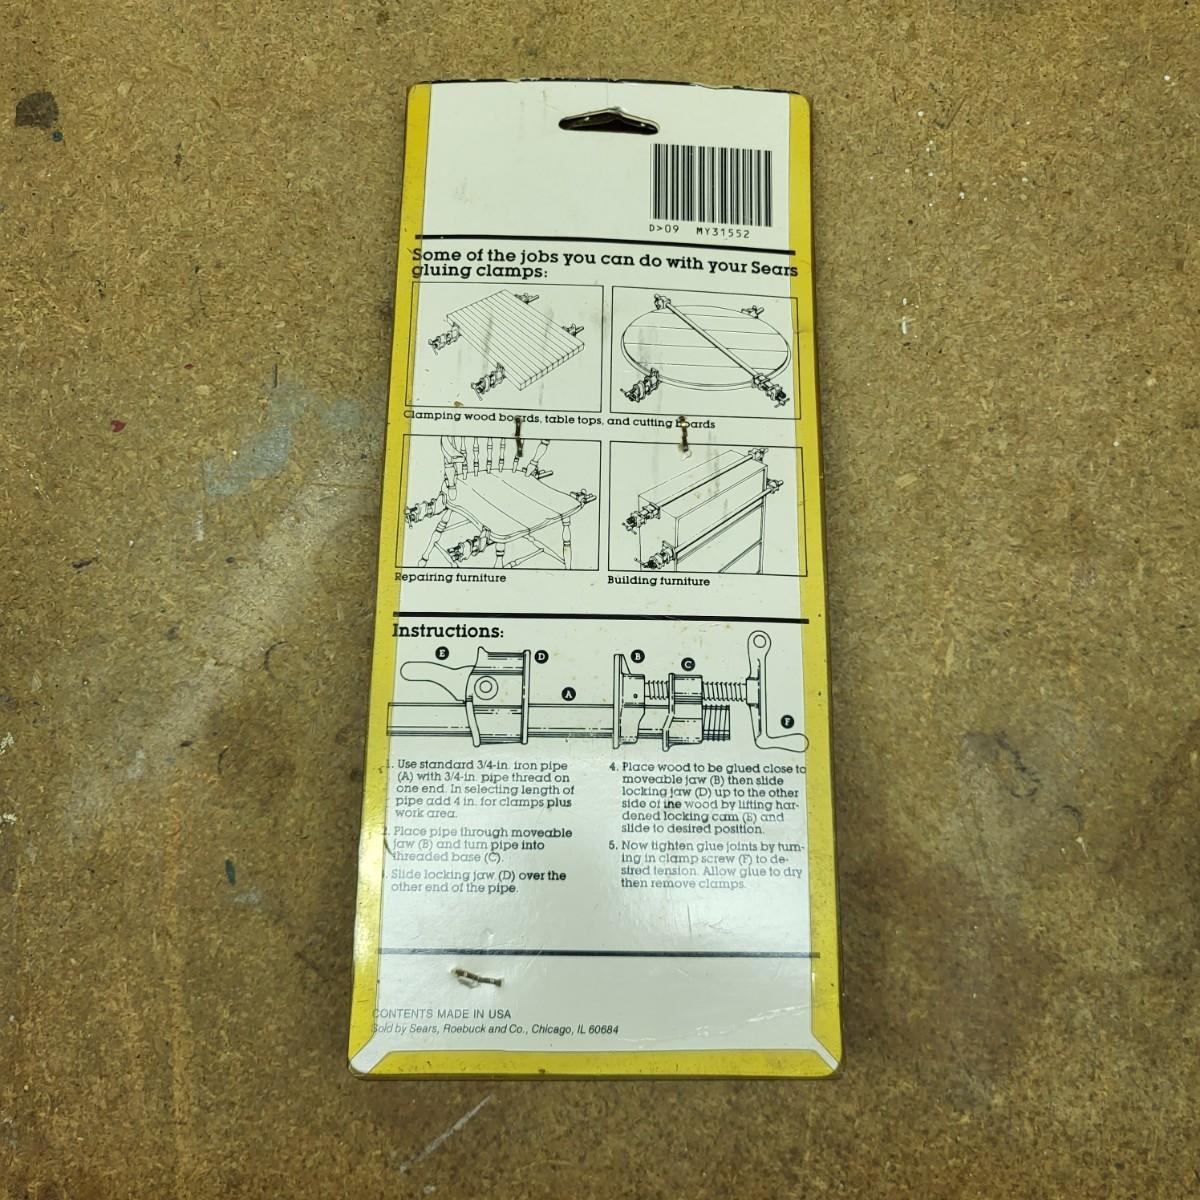 D>09 MY31552
Some of the jobs you can do with your Sears
gluing clamps:
Clamping wood boards, table tops, and cutting boards
Repairing furniture
Building furniture
Instructions:
E
D
B
C
A
F
1. Use standard 3/4-in. iron pipe
(A) with 3/4-in. pipe thread on
one end. In selecting length of
pipe add 4 in. for clamps plus
work area.
2. Place pipe through moveable
jaw (B) and turn pipe into
threaded base (C).
. Slide locking jaw (D) over the
other end of the pipe.
4. Place wood to be glued close to
moveable jaw (B) then slide
locking jaw (D) up to the other
side of the wood by lifting har-
dened locking cam (E) and
slide to desired position.
5. Now tighten glue joints by turn-
ing in clamp screw (F) to de-
sired tension. Allow glue to dry
then remove clamps.
CONTENTS MADE IN USA
Sold by Sears, Roebuck and Co., Chicago, IL 60684